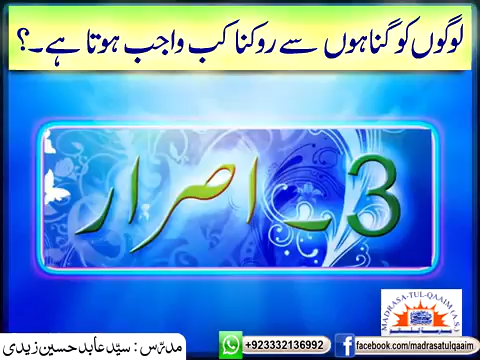 لوگوں کو گناہوں سے روکنا کب واجب ہوتا ہے۔؟
3 ۔ اصرار
MADRASA-TUL-QAAIM (A.S.)
مدرّس : سیّد عابد حسین زیدی
+923332136992
facebook.com/madrasatulqaaim